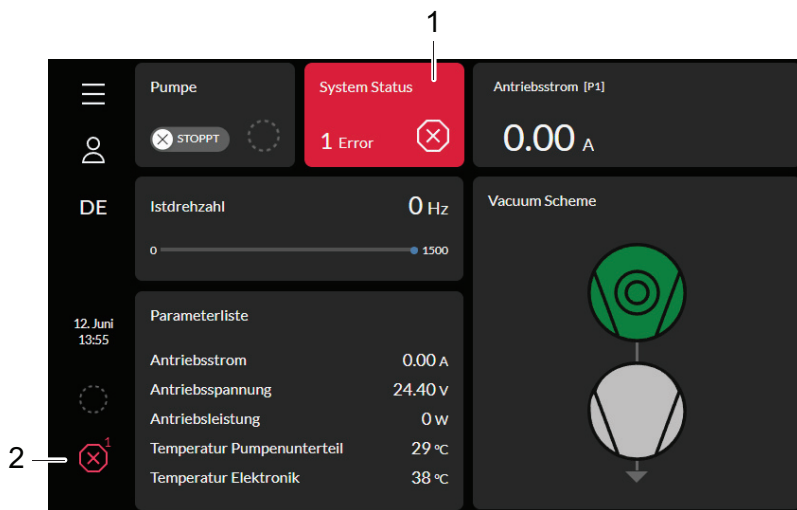 1
Pumpe
STOPPT
System Status
1 Error
Antriebsstrom [P1]
0.00 A
DE
Istdrehzahl
0 Hz
0
1500
Vacuum Scheme
12. Juni
13:55
Parameterliste
Antriebsstrom 0.00 A
Antriebsspannung 24.40 V
Antriebsleistung 0 W
Temperatur Pumpenunterteil 29 °C
Temperatur Elektronik 38 °C
1
2